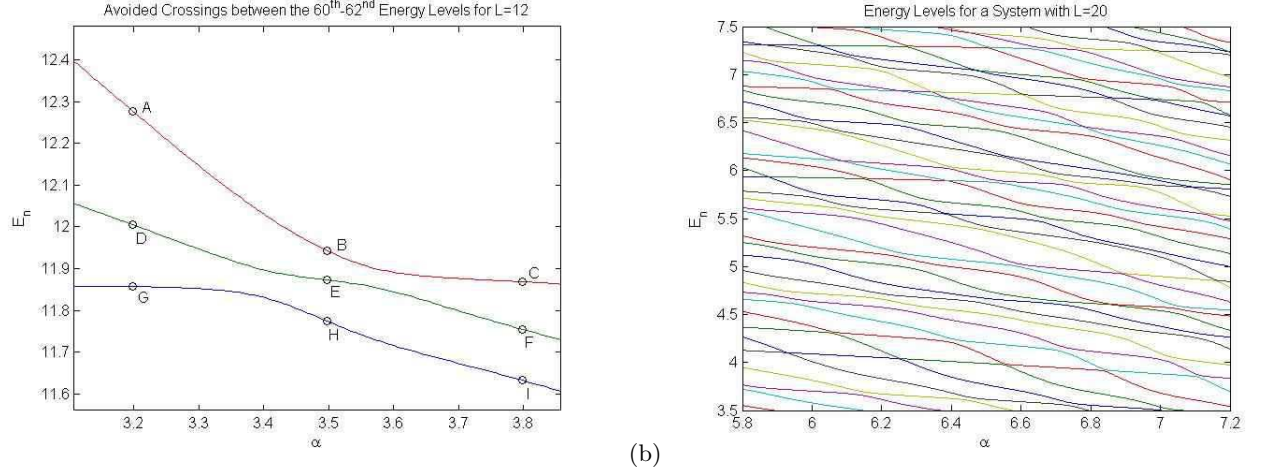 Avoided Crossings between the 60th-62nd Energy Levels for L=12
12.4
12.3
12.2
12.1
12
11.9
11.8
11.7
11.6
En
A
B
C
D
E
F
G
H
I
3.2
3.3
3.4
3.5
3.6
3.7
3.8
α
(b)
Energy Levels for a System with L=20
7.5
7
6.5
6
5.5
5
4.5
4
3.5
En
5.8
6
6.2
6.4
6.6
6.8
7
7.2
α